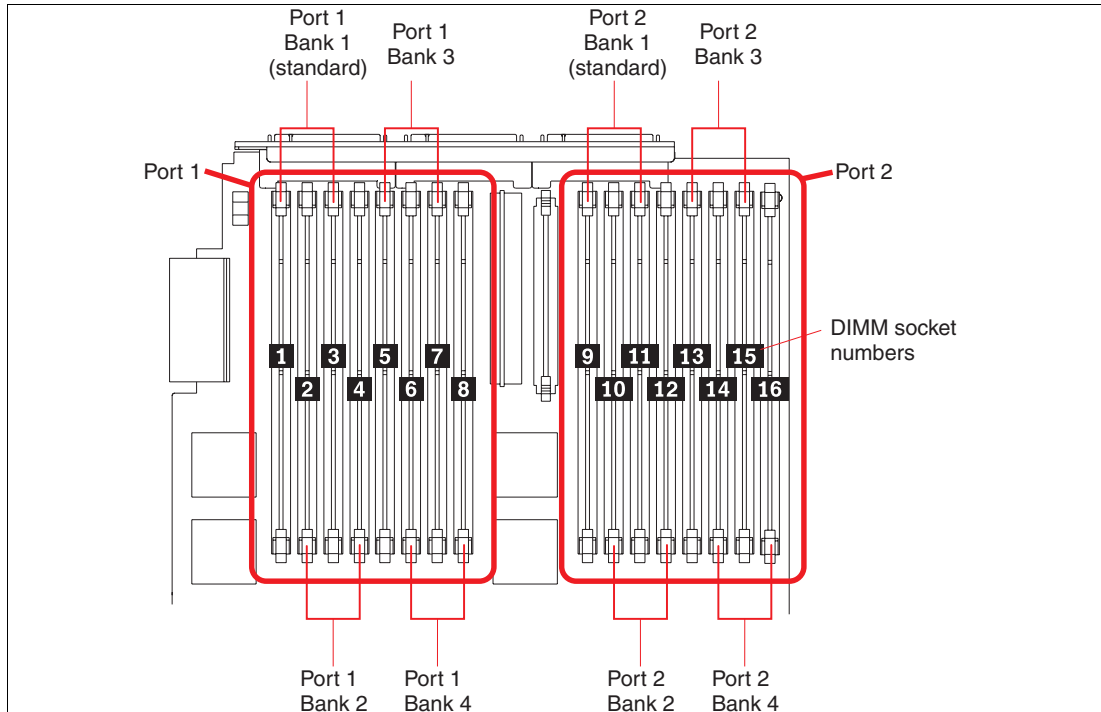 Port 1
Bank 1
(standard)
Port 1
Bank 3
Port 2
Bank 1
(standard)
Port 2
Bank 3
Port 1
Port 2
DIMM socket
numbers
1
3
5
7
9
11
13
15
2
4
6
8
10
12
14
16
Port 1
Bank 2
Port 1
Bank 4
Port 2
Bank 2
Port 2
Bank 4